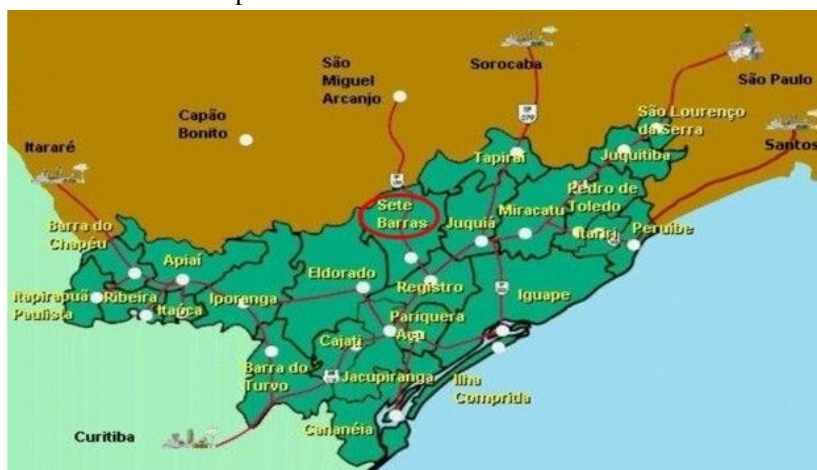 São
Miguel
Arcanjo
Sorocaba
São Paulo
Capão
Bonito
SP
079
São Lourenço
da Serra
Santos
Itararé
Tapiraí
Juquitiba
Sete
Barras
Juquiá
Miracatu
Pedro de
Toledo
Itariri
Peruíbe
Barra do
Chapéu
Apiaí
Eldorado
Registro
Iguape
Itapirapuã
Paulista
Ribeira
Itaóca
Iporanga
Pariquera
Açu
Cajati
Barra do
Turvo
Jacupiranga
Ilha
Comprida
Cananéia
Curitiba